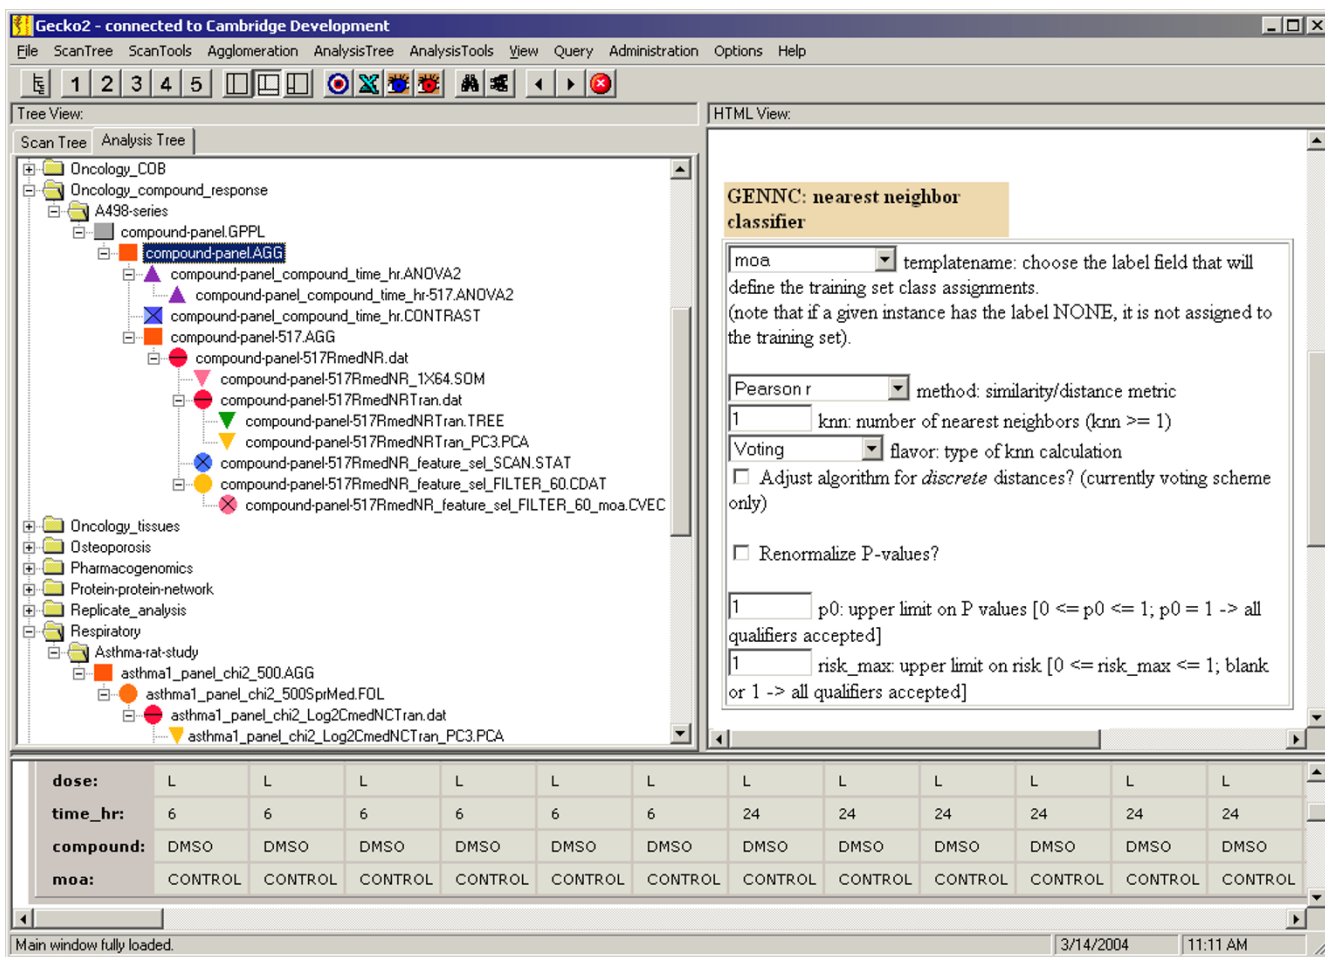 Gecko2 - connected to Cambridge Development
File ScanTree ScanTools Agglomeration AnalysisTree AnalysisTools View Query Administration Options Help
1 2 3 4 5
Tree View:
Scan Tree Analysis Tree
Oncology_COB
Oncology_compound_response
A498-series
compound-panel.GPPL
compound-panel.AGG
compound-panel_compound_time_hr.ANOVA2
compound-panel_compound_time_hr-517.ANOVA2
compound-panel_compound_time_hr.CONTRAST
compound-panel-517.AGG
compound-panel-517RmedNR.dat
compound-panel-517RmedNR_1X64.SOM
compound-panel-517RmedNRTran.dat
compound-panel-517RmedNRTran.TREE
compound-panel-517RmedNRTran_PC3.PCA
compound-panel-517RmedNR_feature_sel_SCAN.STAT
compound-panel-517RmedNR_feature_sel_FILTER_60.CDAT
compound-panel-517RmedNR_feature_sel_FILTER_60_moa.CVEC
Oncology_tissues
Osteoporosis
Pharmacogenomics
Protein-protein-network
Replicate_analysis
Respiratory
Asthma-rat-study
asthma1_panel_chi2_500.AGG
asthma1_panel_chi2_500SprMed.FOL
asthma1_panel_chi2_Log2CmedNCTran.dat
asthma1_panel_chi2_Log2CmedNCTran_PC3.PCA
HTML View:
GENNC: nearest neighbor
classifier
moa templatename: choose the label field that will
define the training set class assignments.
(note that if a given instance has the label NONE, it is not assigned to
the training set).
Pearson r method: similarity/distance metric
1 knn: number of nearest neighbors (knn >= 1)
Voting flavor: type of knn calculation
Adjust algorithm for discrete distances? (currently voting scheme
only)
Renormalize P-values?
1 p0: upper limit on P values [0 <= p0 <= 1; p0 = 1 -> all
qualifiers accepted]
1 risk_max: upper limit on risk [0 <= risk_max <= 1; blank
or 1 -> all qualifiers accepted]
dose: L L L L L L L L L L L L
time_hr: 6 6 6 6 6 6 24 24 24 24 24 24
compound: DMSO DMSO DMSO DMSO DMSO DMSO DMSO DMSO DMSO DMSO DMSO DMSO
moa: CONTROL CONTROL CONTROL CONTROL CONTROL CONTROL CONTROL CONTROL CONTROL CONTROL CONTROL CONTROL
Main window fully loaded. 3/14/2004 11:11 AM